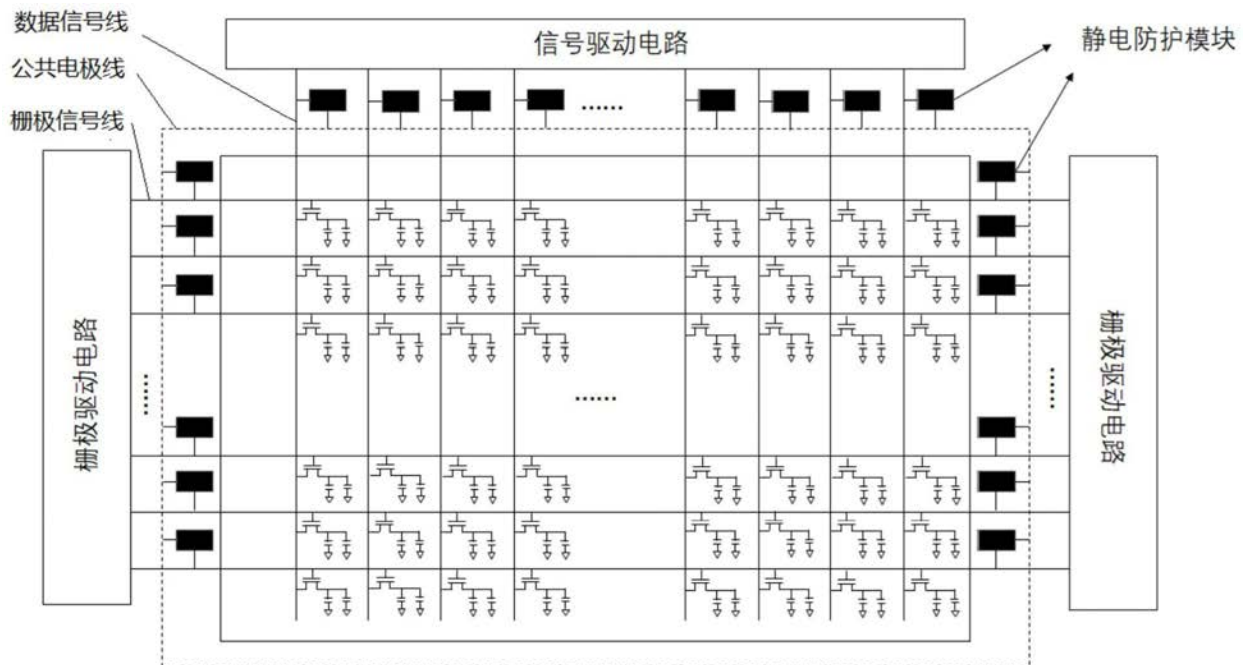 数据信号线
信号驱动电路
静电防护模块
公共电极线
栅极信号线
......
栅极驱动电路
......
......
......
栅极驱动电路